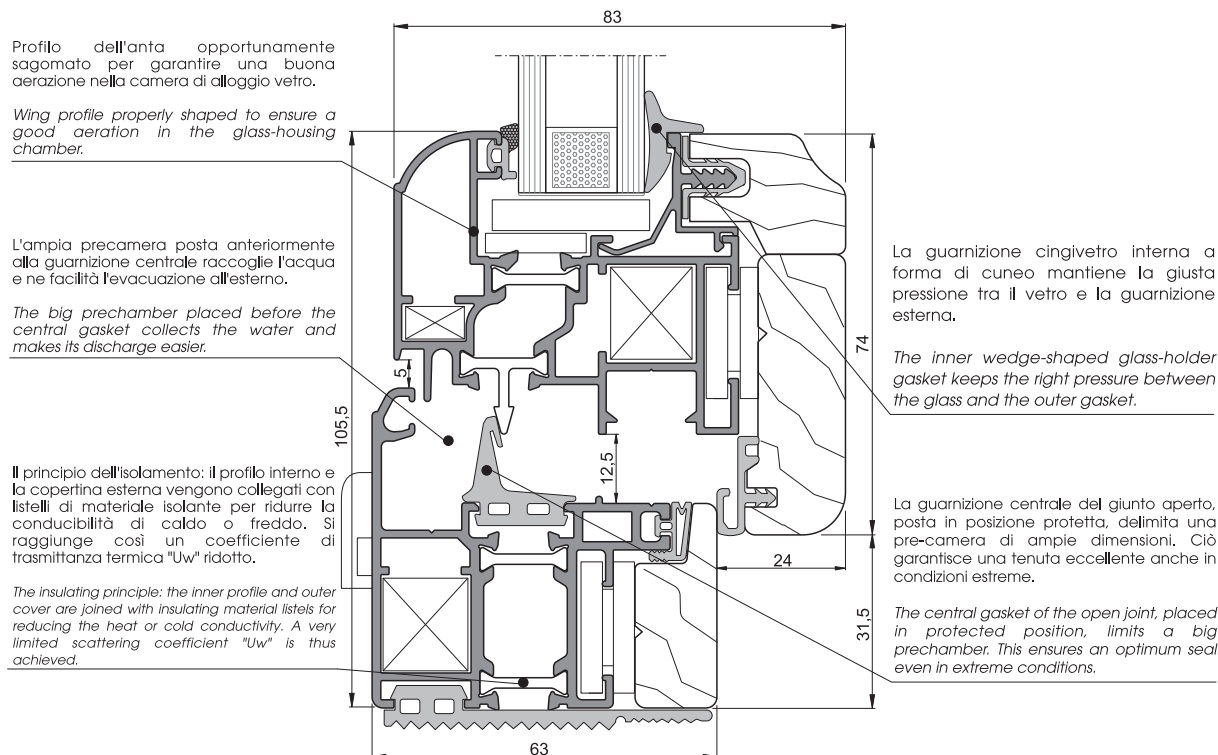 83
Profilo dell'anta opportunamente
sagomato per garantire una buona
aerazione nella camera di alloggio vetro.
Wing profile properly shaped to ensure a
good aeration in the glass-housing
chamber.
L'ampia precamera posta anteriormente
alla guarnizione centrale raccoglie l'acqua
e ne facilità l'evacuazione all'esterno.
The big prechamber placed before the
central gasket collects the water and
makes its discharge easier.
Il principio dell'isolamento: il profilo interno e
la copertina esterna vengono collegati con
listelli di materiale isolante per ridurre la
conducibilità di caldo o freddo. Si
raggiunge così un coefficiente di
trasmittanza termica "Uw" ridotto.
The insulating principle: the inner profile and outer
cover are joined with insulating material listels for
reducing the heat or cold conductivity. A very
limited scattering coefficient "Uw" is thus
achieved.
105,5
5
12,5
74
24
31,5
63
La guarnizione cingivetro interna a
forma di cuneo mantiene la giusta
pressione tra il vetro e la guarnizione
esterna.
The inner wedge-shaped glass-holder
gasket keeps the right pressure between
the glass and the outer gasket.
La guarnizione centrale del giunto aperto,
posta in posizione protetta, delimita una
pre-camera di ampie dimensioni. Ciò
garantisce una tenuta eccellente anche in
condizioni estreme.
The central gasket of the open joint, placed
in protected position, limits a big
prechamber. This ensures an optimum seal
even in extreme conditions.